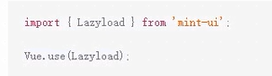 import { Lazyload } from 'mint-ui';
Vue.use(Lazyload);